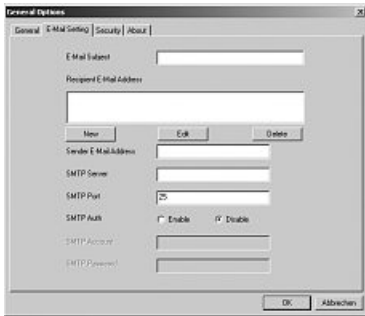 General Options
General E-Mail Setting Security About
E-Mail Subject
Recipient E-Mail Address
New Edit Delete
Sender E-Mail Address
SMTP Server
SMTP Port 25
SMTP Auth Enable Disable
SMTP Account
SMTP Password
OK Abbrechen